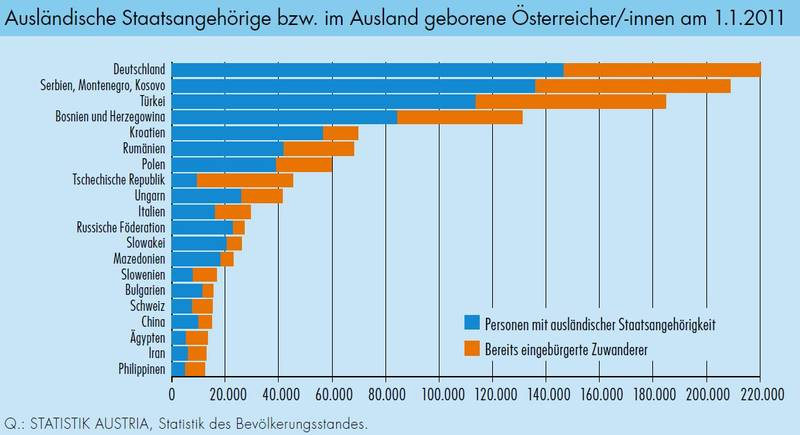 Ausländische Staatsangehörige bzw. im Ausland geborene Österreicher/-innen am 1.1.2011
Deutschland
Serbien, Montenegro, Kosovo
Türkei
Bosnien und Herzegowina
Kroatien
Rumänien
Polen
Tschechische Republik
Ungarn
Italien
Russische Föderation
Slowakei
Mazedonien
Slowenien
Bulgarien
Schweiz
China
Ägypten
Iran
Philippinen
Personen mit ausländischer Staatsangehörigkeit
Bereits eingebürgerte Zuwanderer
0 20.000 40.000 60.000 80.000 100.000 120.000 140.000 160.000 180.000 200.000 220.000
Q.: STATISTIK AUSTRIA, Statistik des Bevölkerungsstandes.